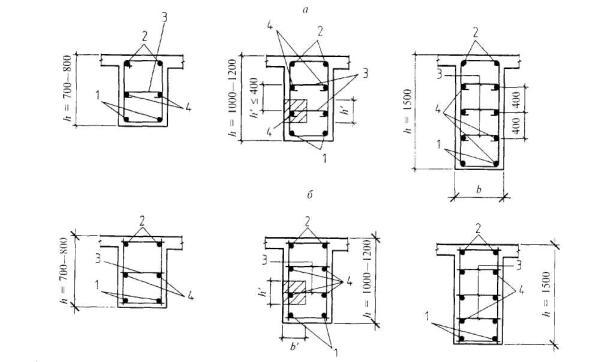 а
3
2
h = 700–800
1
4
4
2
h = 1000–1200
h' ≤ 400
3
h'
4
1
2
3
h = 1500
4
400
400
b
б
2
h = 700–800
3
1
4
2
3
4
h'
h = 1000–1200
b'
1
2
3
4
h = 1500
1